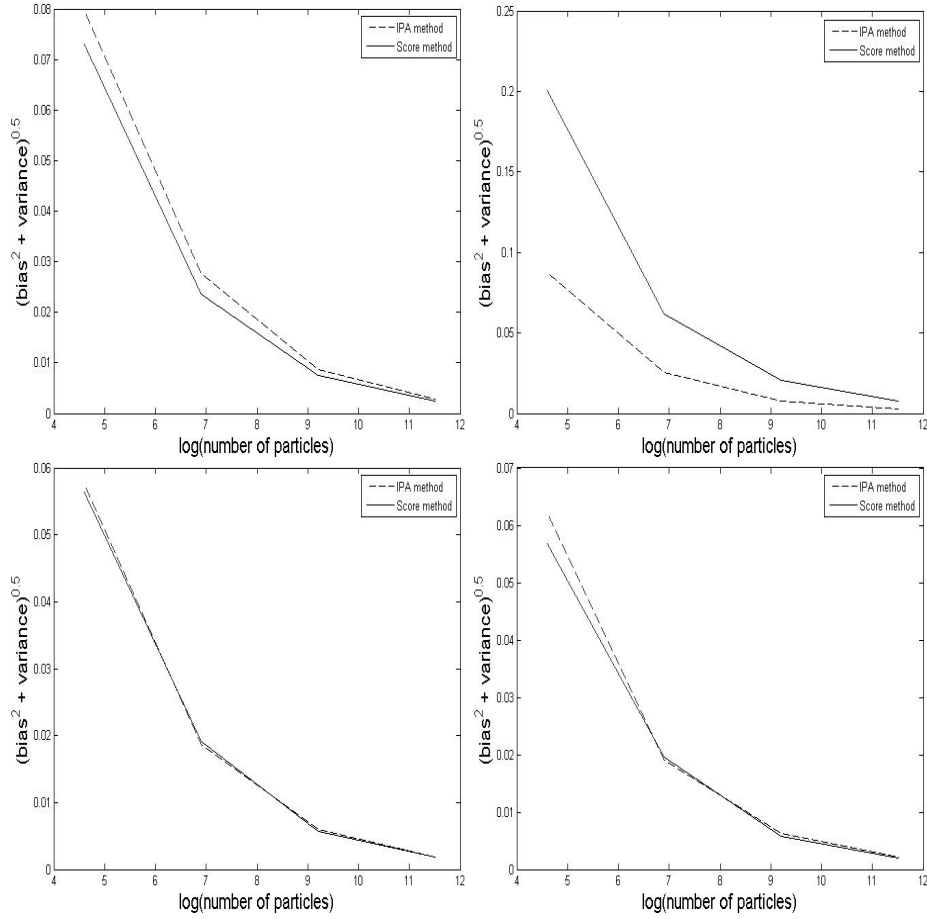 0.08
0.07
0.06
0.05
0.04
0.03
0.02
0.01
0
(bias² + variance)^0.5
4 5 6 7 8 9 10 11 12
log(number of particles)
IPA method
Score method
0.25
0.2
0.15
0.1
0.05
0
(bias² + variance)^0.5
4 5 6 7 8 9 10 11 12
log(number of particles)
IPA method
Score method
0.06
0.05
0.04
0.03
0.02
0.01
0
(bias² + variance)^0.5
4 5 6 7 8 9 10 11 12
log(number of particles)
IPA method
Score method
0.07
0.06
0.05
0.04
0.03
0.02
0.01
0
(bias² + variance)^0.5
4 5 6 7 8 9 10 11 12
log(number of particles)
IPA method
Score method